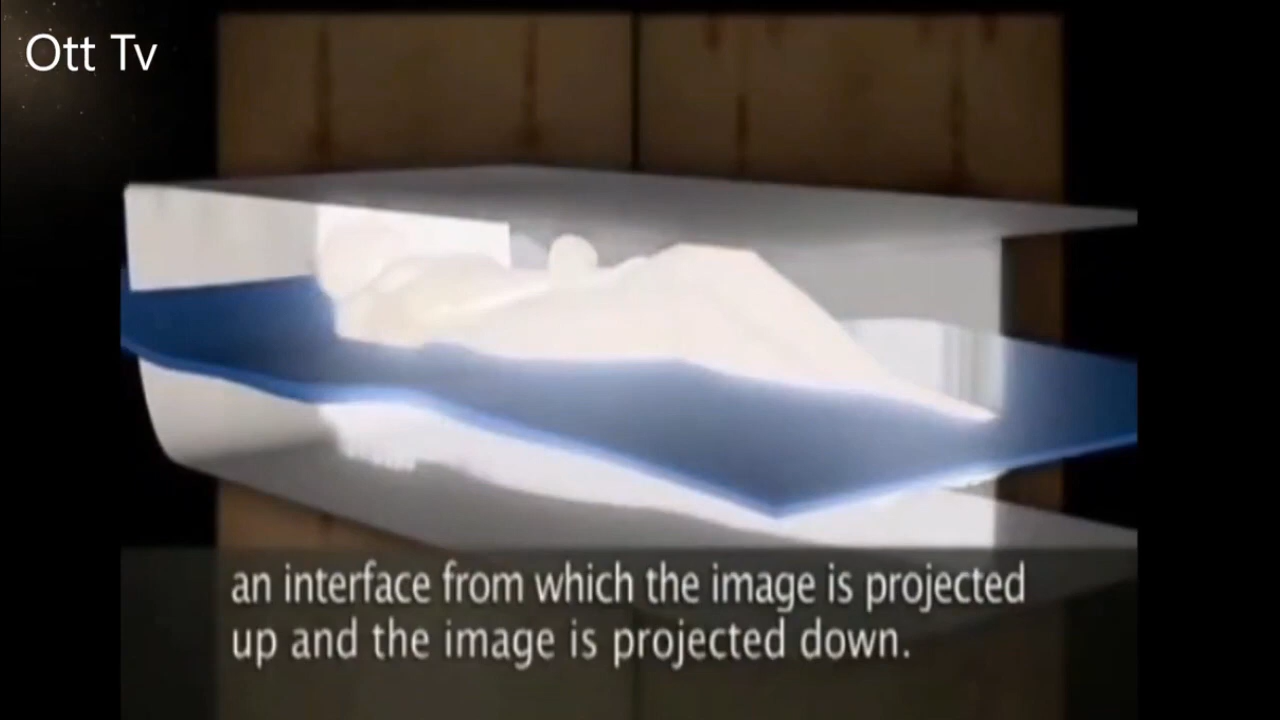 Ott Tv
an interface from which the image is projected
up and the image is projected down.